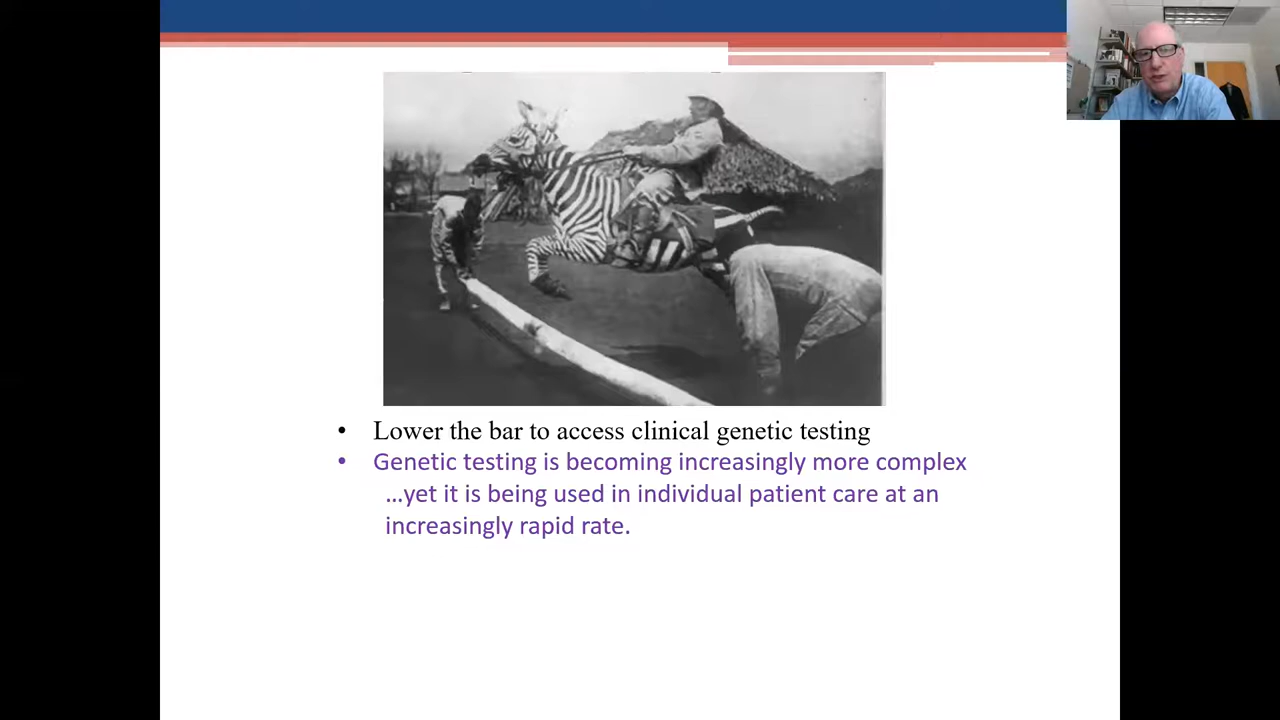 • Lower the bar to access clinical genetic testing
• Genetic testing is becoming increasingly more complex
…yet it is being used in individual patient care at an
increasingly rapid rate.